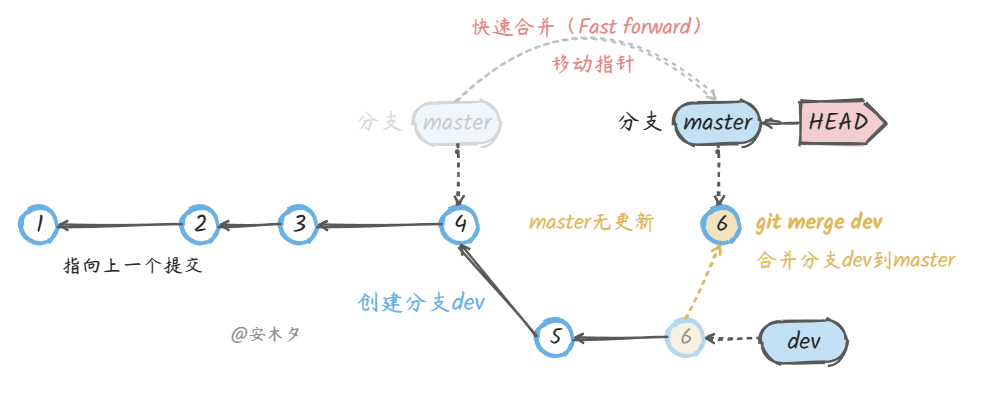 快速合并（Fast forward）
移动指针
分支 master
分支 master
HEAD
1
2
3
4
master无更新
6
git merge dev
指向上一个提交
合并分支dev到master
创建分支dev
@安木夕
5
6
dev